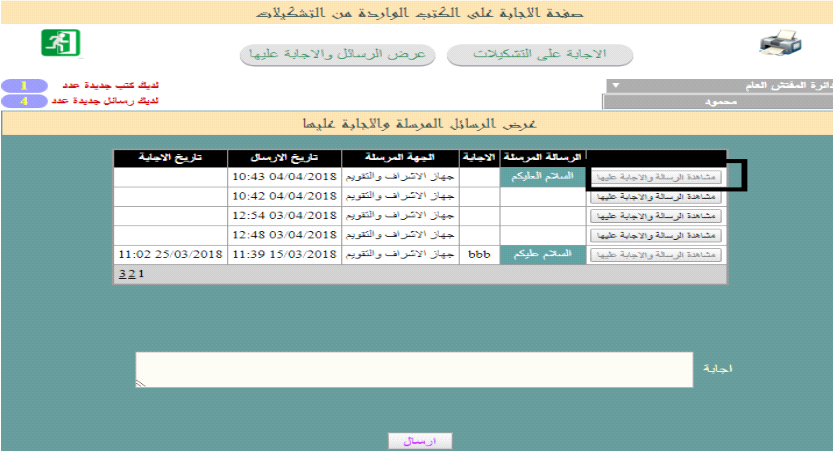 صفحة الاجابة على الكتب الواردة من التشكيلات
الاجابة على التشكيلات
عرض الرسائل والاجابة عليها
دائرة المفتش العام
محمود
لديك كتب جديدة عدد 1
لديك رسائل جديدة عدد 4
عرض الرسائل المرسلة والاجابة عليها
الرسالة المرسلة الاجابة الجهة المرسلة تاريخ الارسال تاريخ الاجابة
مشاهدة الرسالة والاجابة عليها السلام العليكم جهاز الاشراف والتقويم 04/04/2018 10:43
مشاهدة الرسالة والاجابة عليها جهاز الاشراف والتقويم 04/04/2018 10:42
مشاهدة الرسالة والاجابة عليها جهاز الاشراف والتقويم 03/04/2018 12:54
مشاهدة الرسالة والاجابة عليها جهاز الاشراف والتقويم 03/04/2018 12:48
مشاهدة الرسالة والاجابة عليها السلام عليكم bbb جهاز الاشراف والتقويم 15/03/2018 11:39 25/03/2018 11:02
1 2 3
اجابة
ارسال